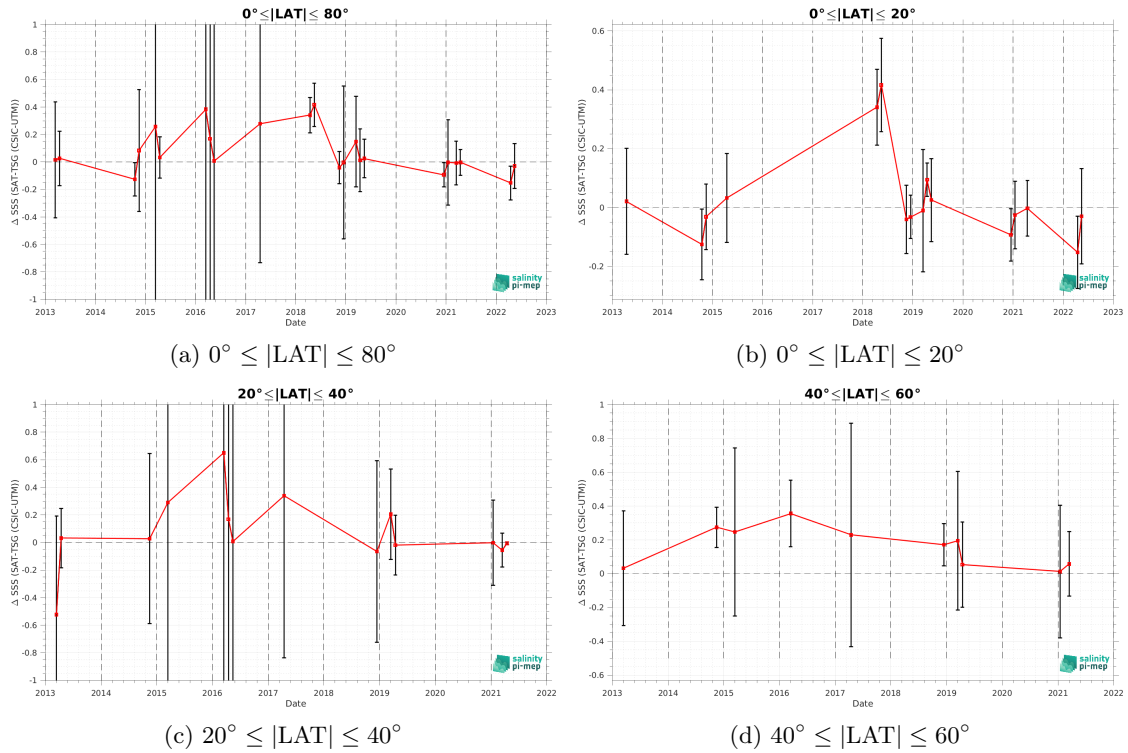 0°≤|LAT|≤ 80°
Δ SSS (SAT-TSG (CSIC-UTM))
1
0.8
0.6
0.4
0.2
0
-0.2
-0.4
-0.6
-0.8
-1
2013 2014 2015 2016 2017 2018 2019 2020 2021 2022 2023
Date
salinity
pi-mep
(a) 0° ≤ |LAT| ≤ 80°
0°≤|LAT|≤ 20°
Δ SSS (SAT-TSG (CSIC-UTM))
0.6
0.4
0.2
0
-0.2
2013 2014 2015 2016 2017 2018 2019 2020 2021 2022 2023
Date
salinity
pi-mep
(b) 0° ≤ |LAT| ≤ 20°
20°≤|LAT|≤ 40°
Δ SSS (SAT-TSG (CSIC-UTM))
1
0.8
0.6
0.4
0.2
0
-0.2
-0.4
-0.6
-0.8
-1
2013 2014 2015 2016 2017 2018 2019 2020 2021 2022
Date
salinity
pi-mep
(c) 20° ≤ |LAT| ≤ 40°
40°≤|LAT|≤ 60°
Δ SSS (SAT-TSG (CSIC-UTM))
1
0.8
0.6
0.4
0.2
0
-0.2
-0.4
-0.6
2013 2014 2015 2016 2017 2018 2019 2020 2021 2022
Date
salinity
pi-mep
(d) 40° ≤ |LAT| ≤ 60°